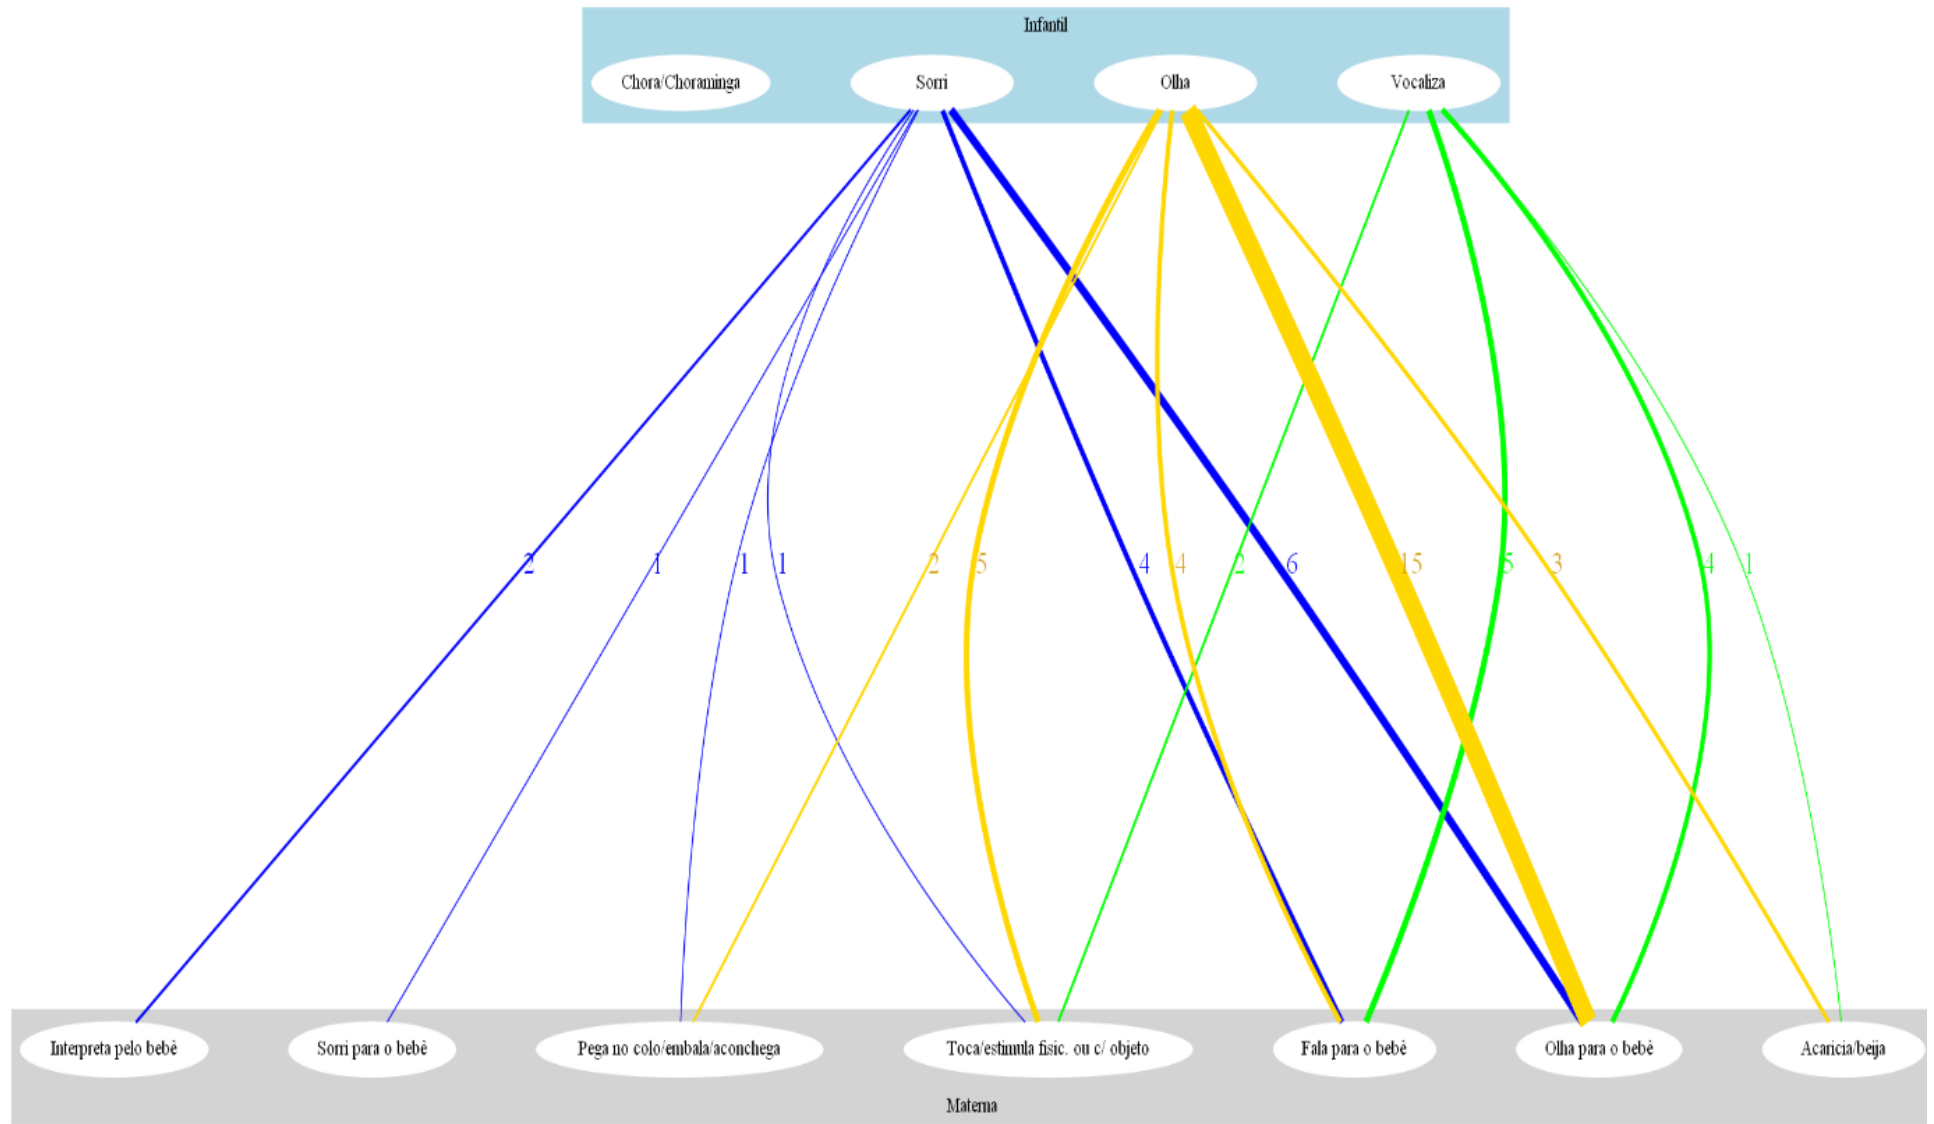 Infantil
Chora/Choraminga Sorri Olha Vocaliza
2 1 1 1 2 5 4 4 2 6 15 5 3 4 1
Interpreta pelo bebê Sorri para o bebê Pega no colo/embala/aconchega Toca/estimula fisic. ou c/ objeto Fala para o bebê Olha para o bebê Acaricia/beija
Materna